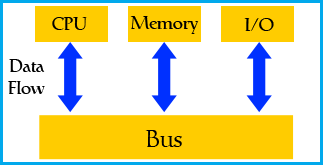 CPU
Memory
I/O
Data
Flow
Bus